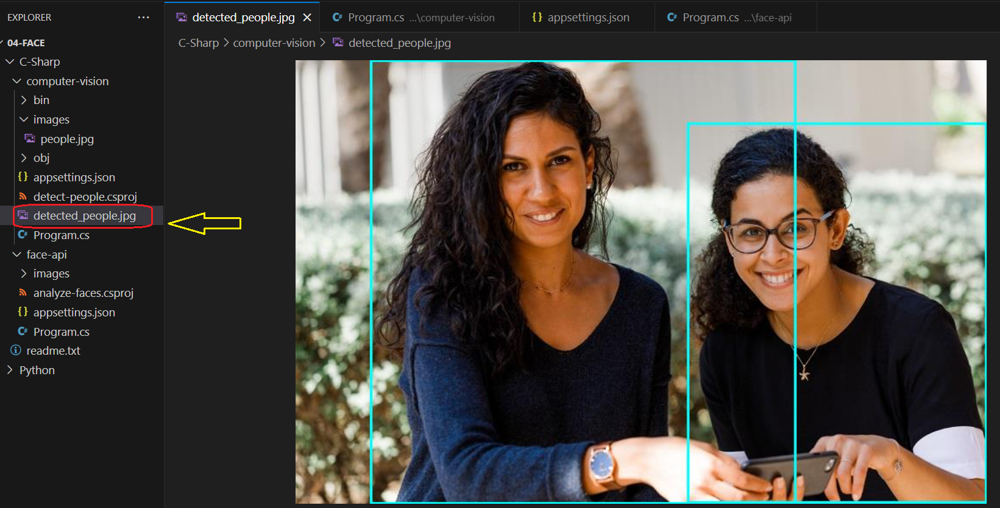 EXPLORER ...
04-FACE
C-Sharp
computer-vision
bin
images
people.jpg
obj
{} appsettings.json
detect-people.csproj
detected_people.jpg
C# Program.cs
face-api
images
analyze-faces.csproj
{} appsettings.json
C# Program.cs
readme.txt
Python
detected_people.jpg
C# Program.cs ...\computer-vision
{} appsettings.json
C# Program.cs ...\face-api
C-Sharp > computer-vision > detected_people.jpg